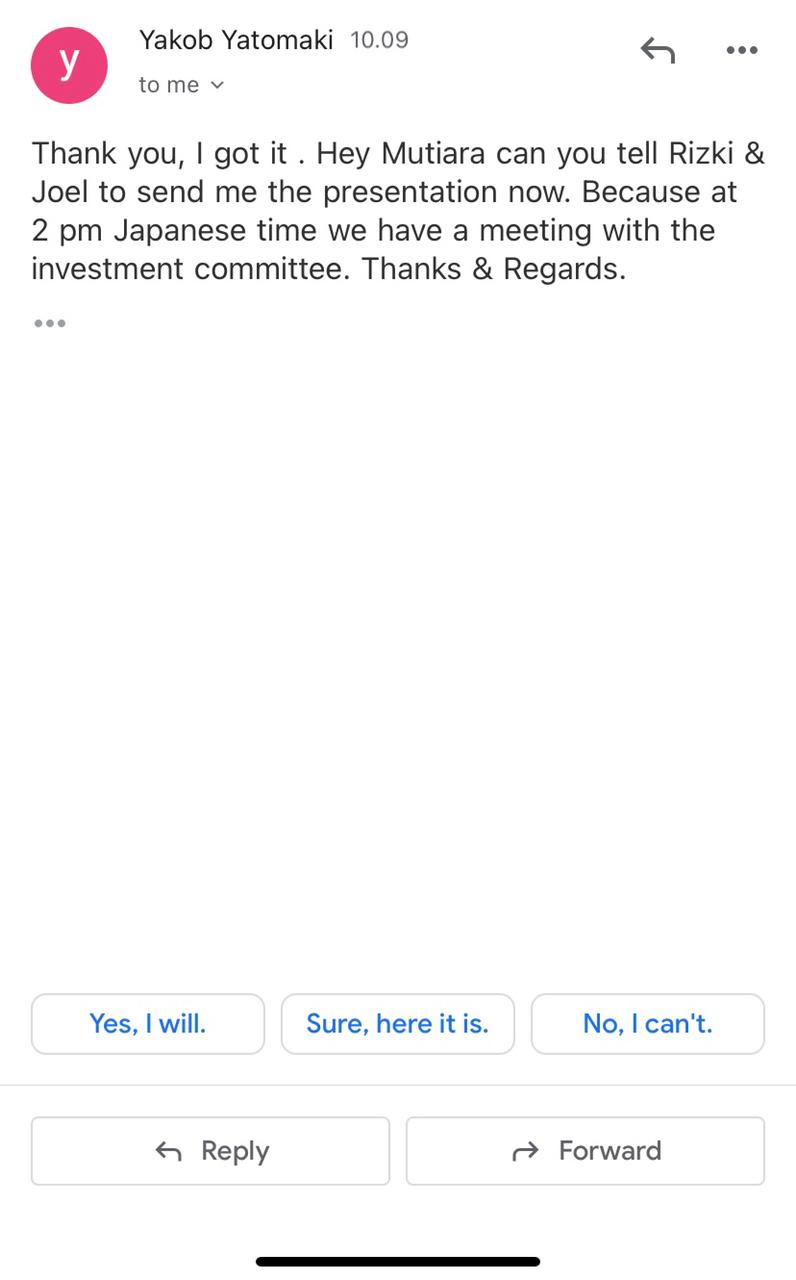 y
Yakob Yatomaki 10.09
to me
Thank you, I got it . Hey Mutiara can you tell Rizki &
Joel to send me the presentation now. Because at
2 pm Japanese time we have a meeting with the
investment committee. Thanks & Regards.
Yes, I will. Sure, here it is. No, I can't.
Reply Forward